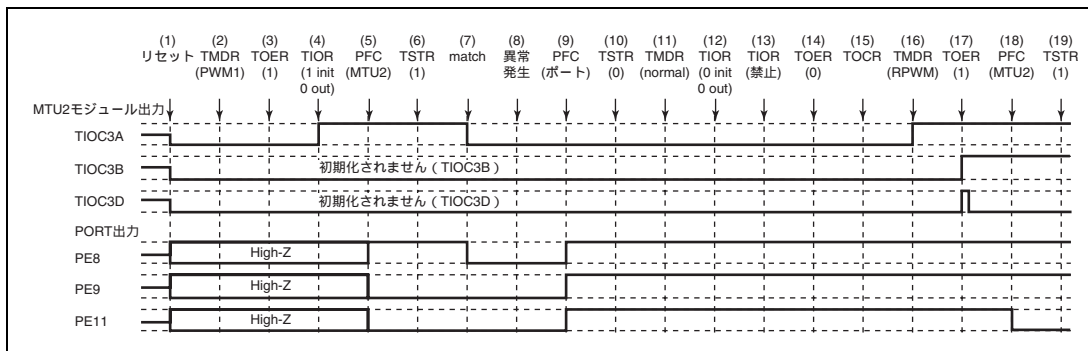 (1) (2) (3) (4) (5) (6) (7) (8) (9) (10) (11) (12) (13) (14) (15) (16) (17) (18) (19)
リセット TMDR TOER TIOR PFC TSTR match 異常 PFC TSTR TMDR TIOR TIOR TOER TOCR TMDR TOER PFC TSTR
(PWM1) (1) (1 init (MTU2) (1) 発生 (ポート) (0) (normal) (0 init (禁止) (0) (RPWM) (1) (MTU2) (1)
0 out) 0 out)
MTU2モジュール出力
TIOC3A
TIOC3B 初期化されません（TIOC3B）
TIOC3D 初期化されません（TIOC3D）
PORT出力
PE8 High-Z
PE9 High-Z
PE11 High-Z